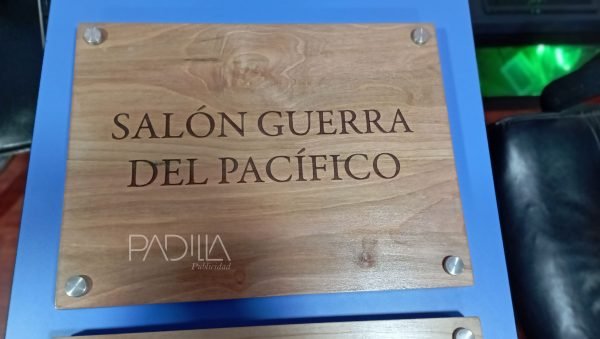 SALÓN GUERRA
DEL PACÍFICO
PADILLA
Publicidad